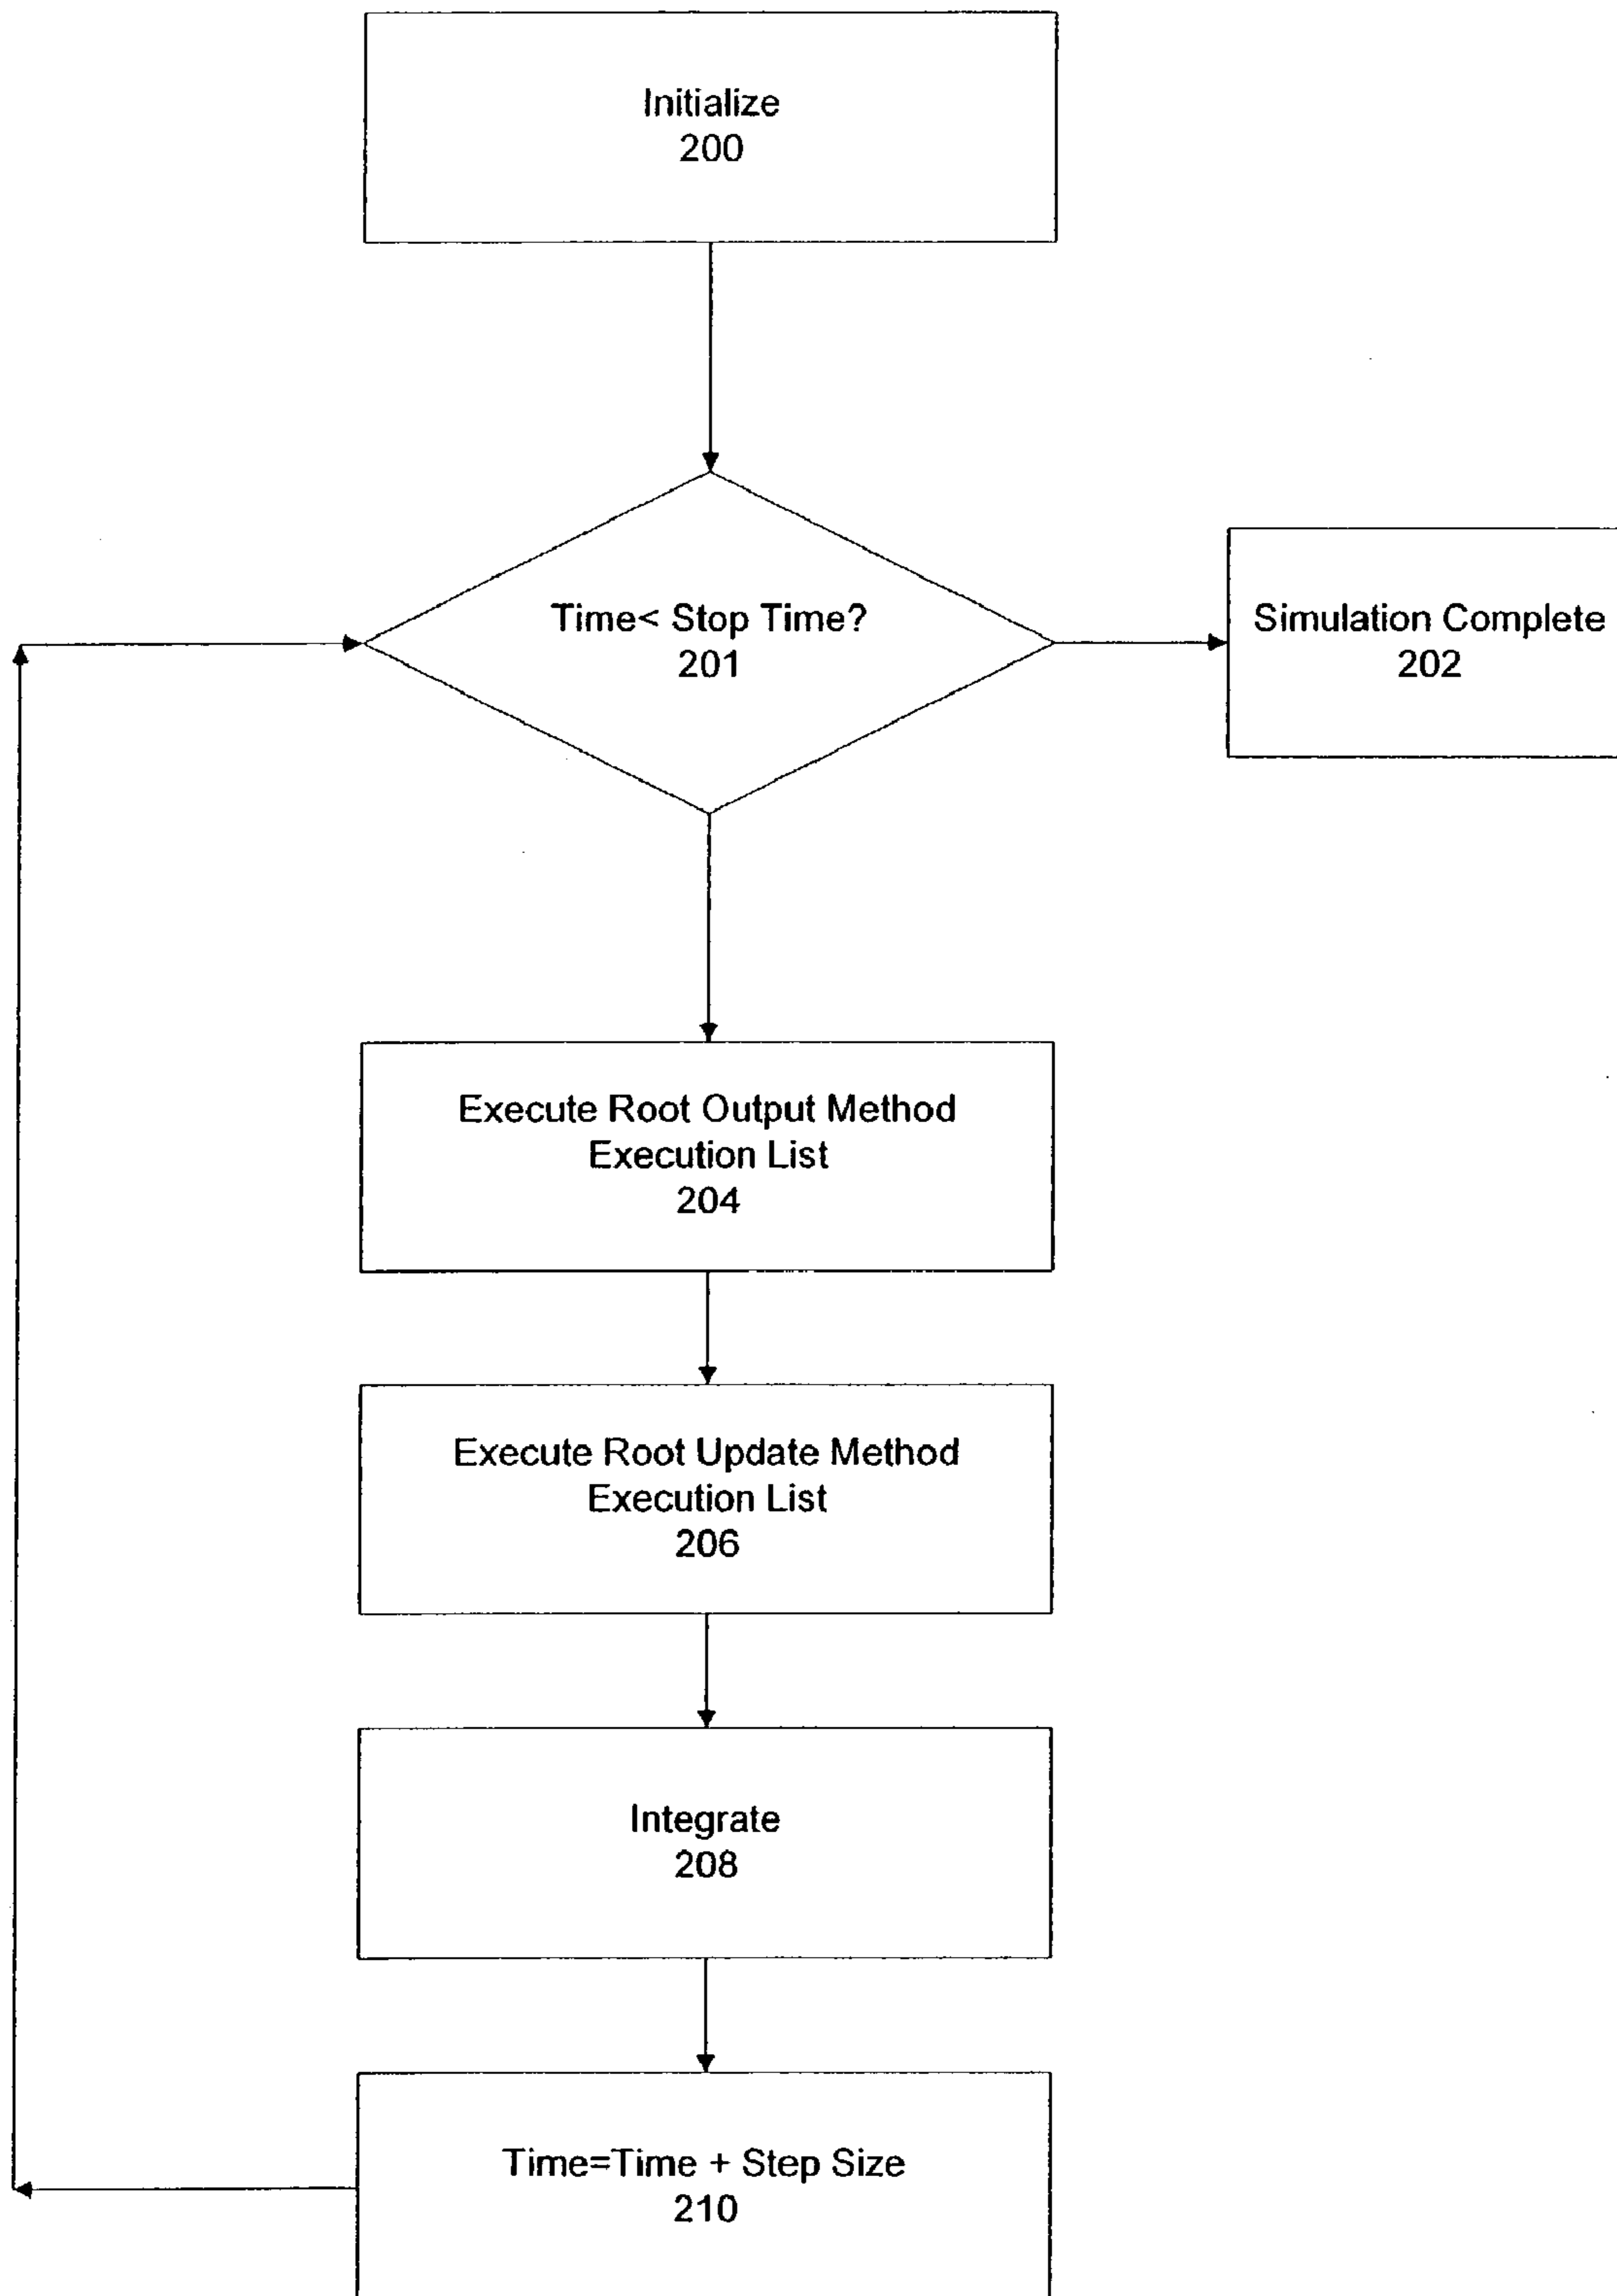 Initialize
200
Time< Stop Time?
201
Simulation Complete
202
Execute Root Output Method
Execution List
204
Execute Root Update Method
Execution List
206
Integrate
208
Time=Time + Step Size
210